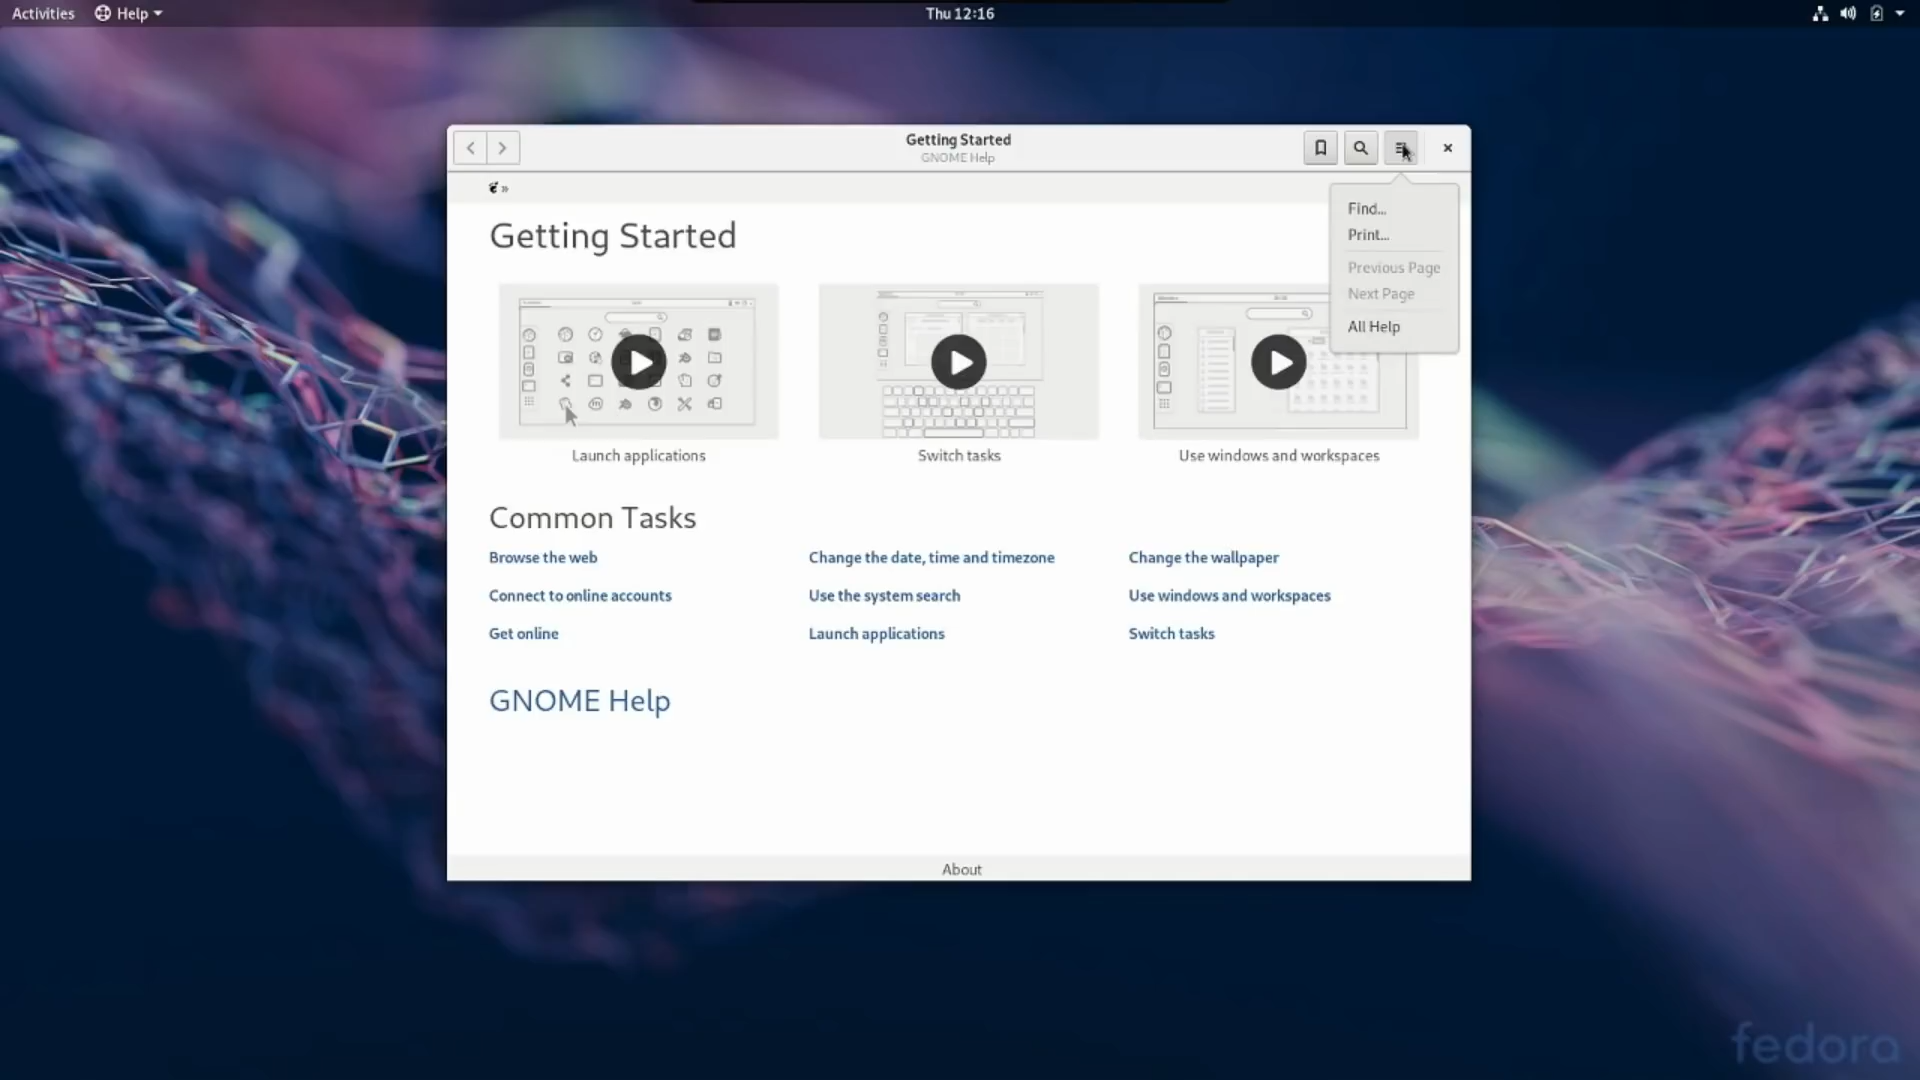 Activities
Help
Thu 12:16
Getting Started
GNOME Help
»
Getting Started
Find...
Print...
Previous Page
Next Page
All Help
Launch applications
Switch tasks
Use windows and workspaces
Common Tasks
Browse the web
Change the date, time and timezone
Change the wallpaper
Connect to online accounts
Use the system search
Use windows and workspaces
Get online
Launch applications
Switch tasks
GNOME Help
About
fedora